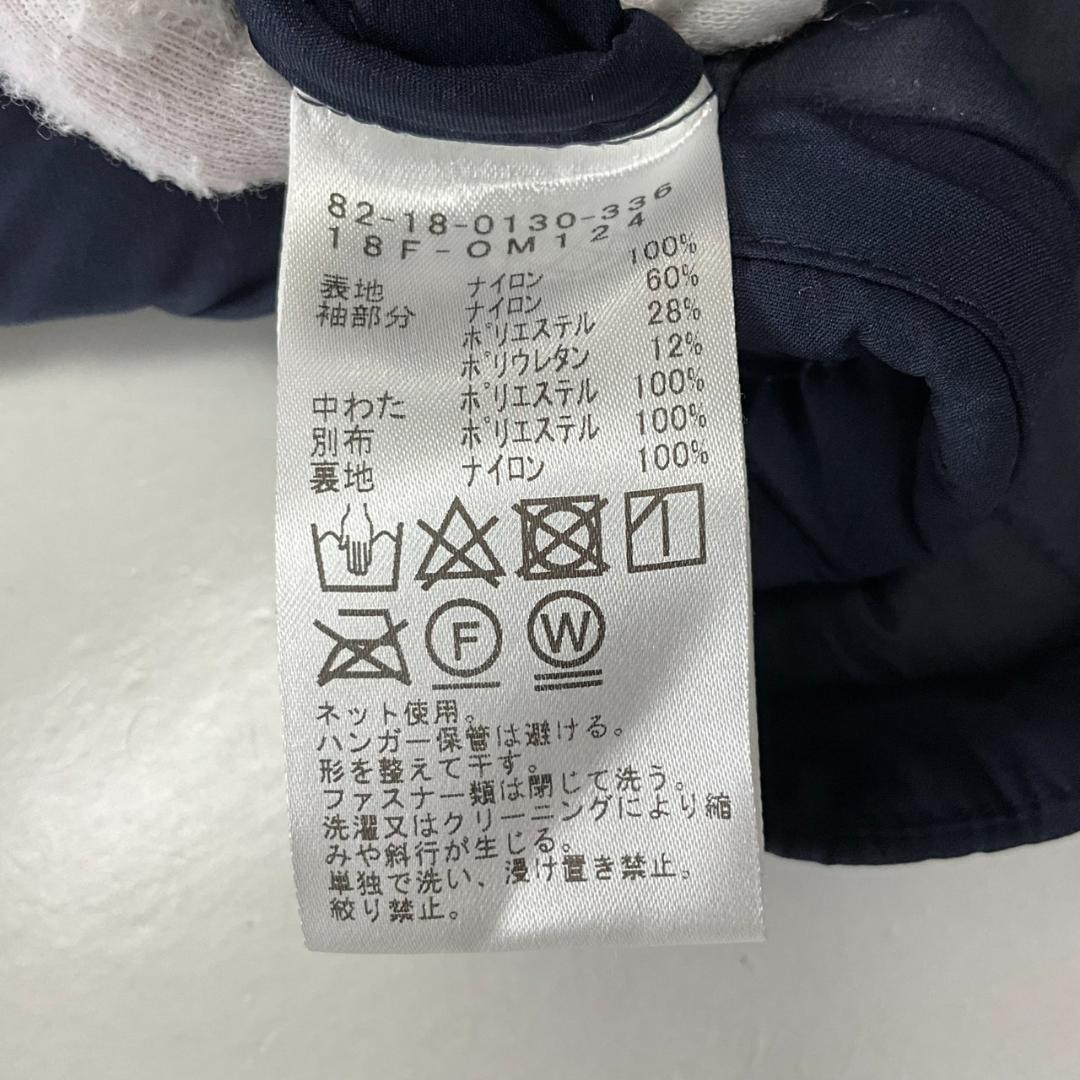 82-18-0130-336
18F-OM124
表地 ナイロン 100%
袖部分 ナイロン 60%
ポリエステル 28%
ポリウレタン 12%
中わた ポリエステル 100%
別布 ポリエステル 100%
裏地 ナイロン 100%
F W
ネット使用。
ハンガー保管は避ける。
形を整えて干す。
ファスナー類は閉じて洗う。
洗濯又はクリーニングにより縮
みや斜行が生じる。
単独で洗い、浸け置き禁止。
絞り禁止。